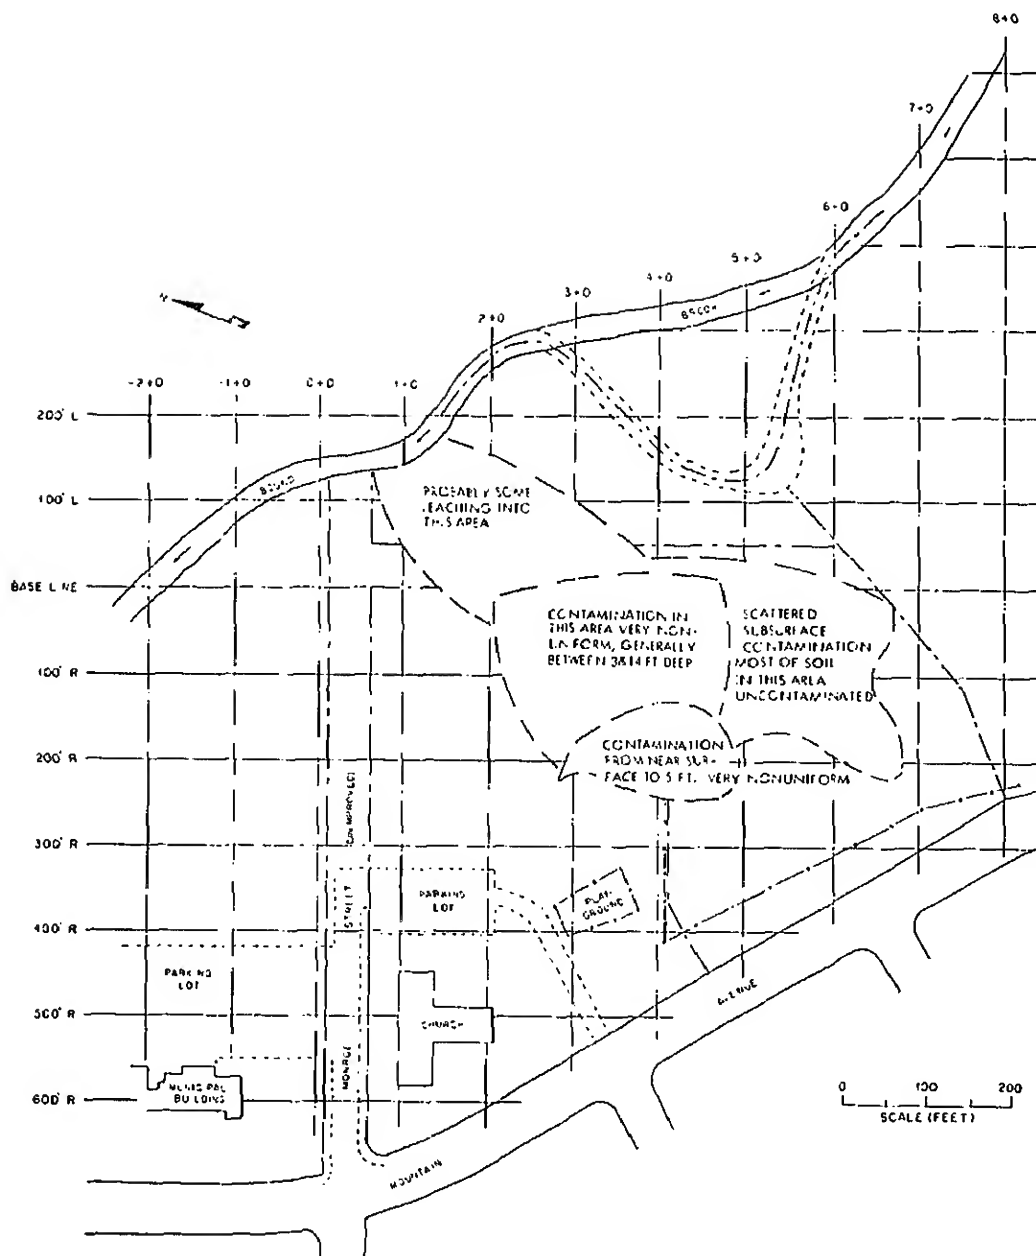 8+0
7+0
6+0
5+0
4+0
3+0
2+0
1+0
0+0
-1+0
-2+0
N
BROOK
BOUND
200' L
100' L
BASE LINE
100' R
200' R
300' R
400' R
500' R
600' R
PROBABLY SOME
LEACHING INTO
THIS AREA
CONTAMINATION IN
THIS AREA VERY NON-
UNIFORM, GENERALLY
BETWEEN 3&14 FT DEEP
SCATTERED
SUBSURFACE
CONTAMINATION
MOST OF SOIL
IN THIS AREA
UNCONTAMINATED
CONTAMINATION
FROM NEAR SUR-
FACE TO 5 FT. VERY NONUNIFORM
UNIMPROVED
STREET
MONROE
PARKING
LOT
PLAY-
GROUND
PARKING
LOT
CHURCH
MUNICIPAL
BUILDING
AVENUE
MOUNTAIN
0 100 200
SCALE (FEET)